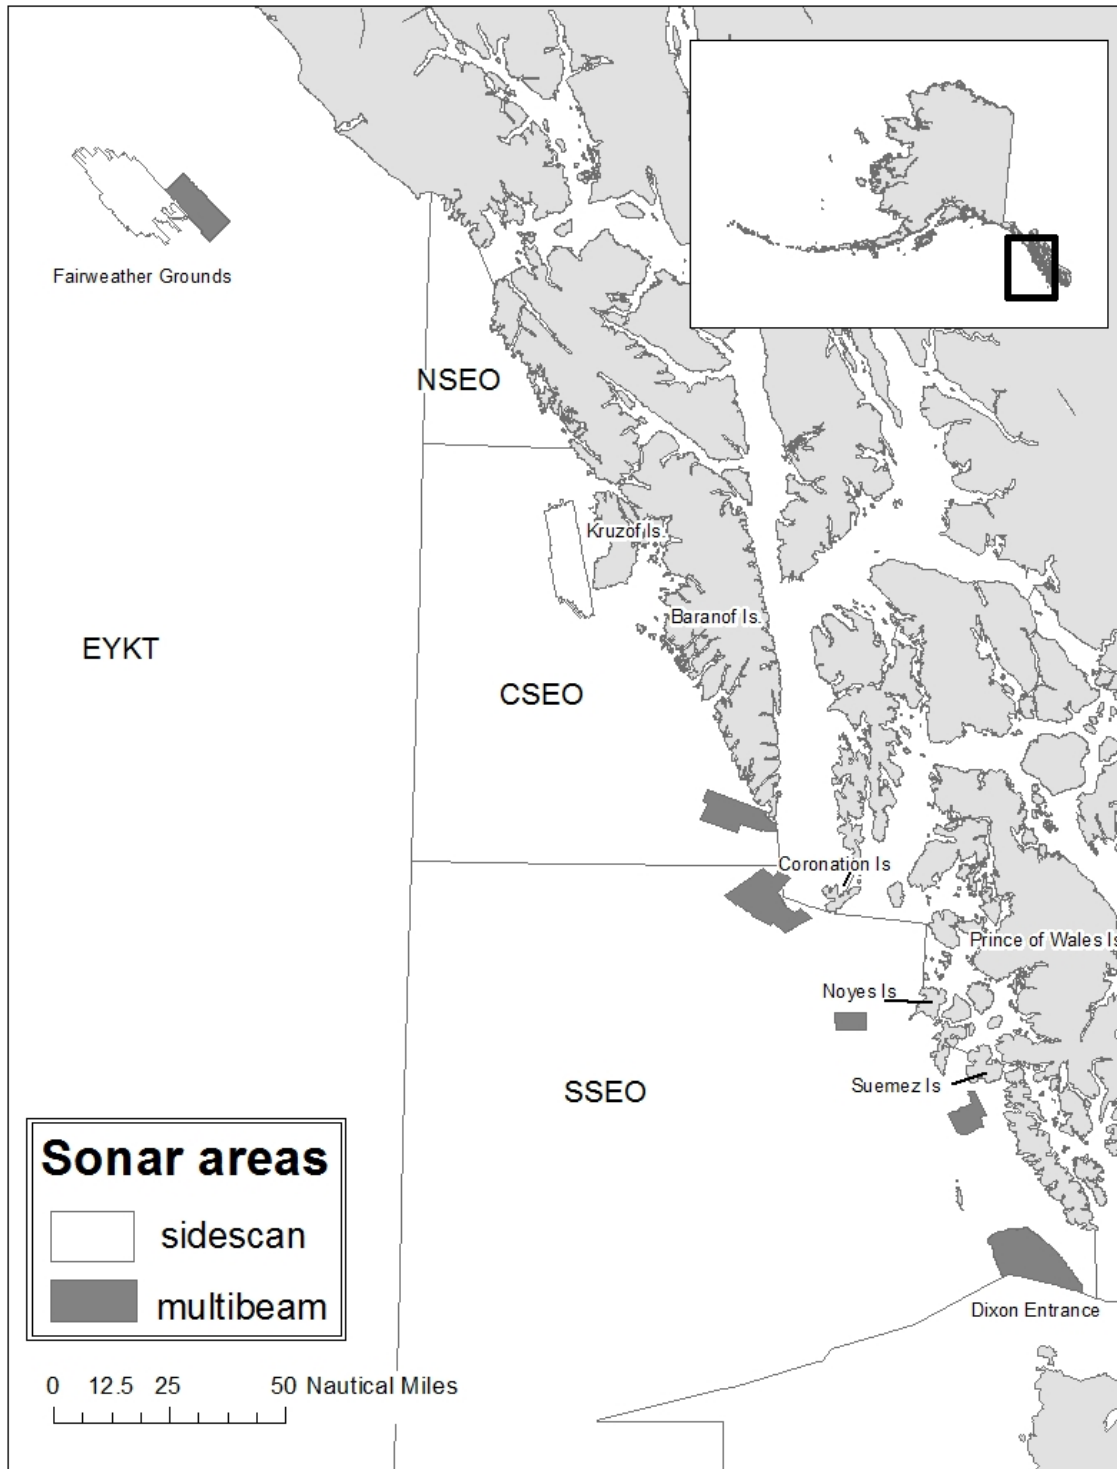 Fairweather Grounds
NSEO
Kruzof Is.
Baranof Is.
EYKT
CSEO
Coronation Is
Prince of Wales Is
Noyes Is
Suemez Is
SSEO
Sonar areas
sidescan
multibeam
Dixon Entrance
0 12.5 25 50 Nautical Miles